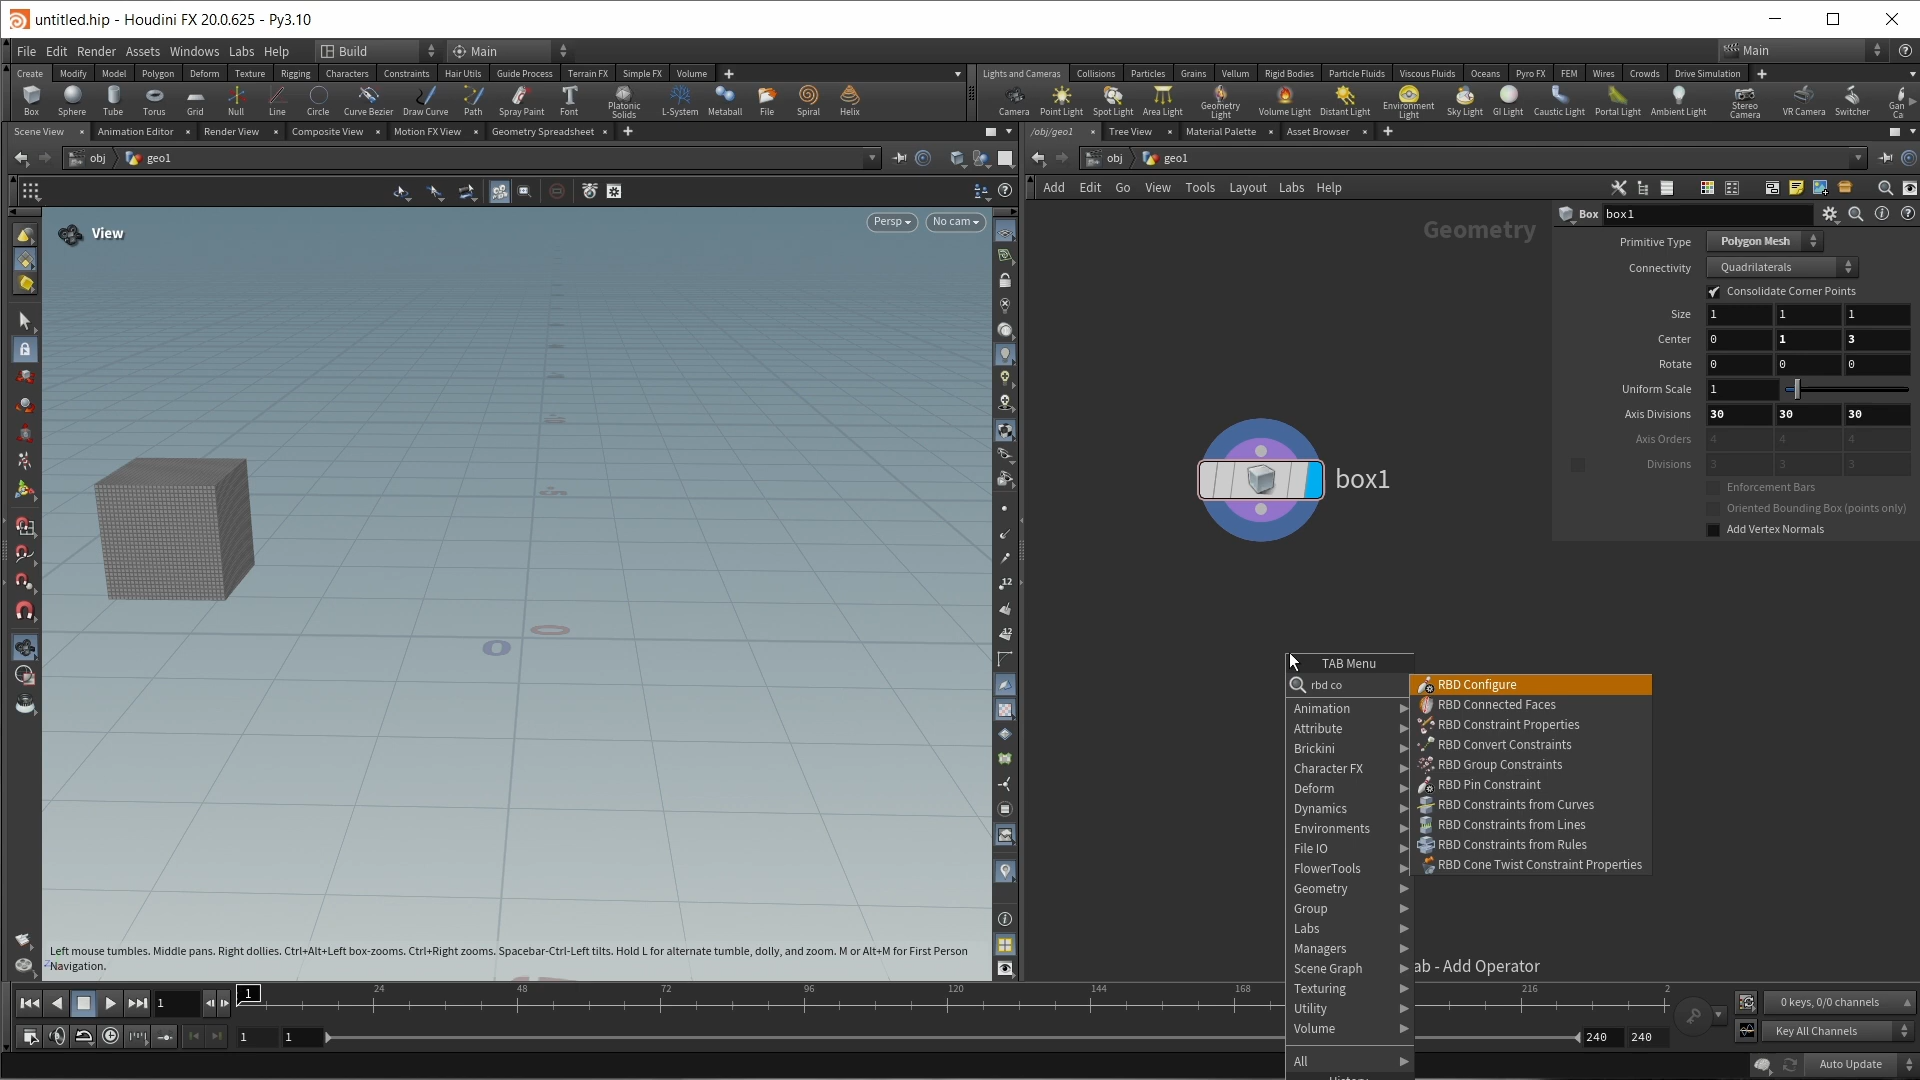 untitled.hip - Houdini FX 20.0.625 - Py3.10
File Edit Render Assets Windows Labs Help Build Main Main
Create Modify Model Polygon Deform Texture Rigging Characters Constraints Hair Utils Guide Process Terrain FX Simple FX Volume
Lights and Cameras Collisions Particles Grains Vellum Rigid Bodies Particle Fluids Viscous Fluids Oceans Pyro FX FEM Wires Crowds Drive Simulation
Box Sphere Tube Torus Grid Null Line Circle Curve Bezier Draw Curve Path Spray Paint Font Platonic Solids L-System Metaball File Spiral Helix
Camera Point Light Spot Light Area Light Geometry Light Volume Light Distant Light Environment Light Sky Light GI Light Caustic Light Portal Light Ambient Light Stereo Camera VR Camera Switcher
Scene View Animation Editor Render View Composite View Motion FX View Geometry Spreadsheet
/obj/geo1 Tree View Material Palette Asset Browser
obj geo1
obj geo1
Add Edit Go View Tools Layout Labs Help
View
Persp No cam
Geometry
Box box1
Primitive Type Polygon Mesh
Connectivity Quadrilaterals
Consolidate Corner Points
Size 1 1 1
Center 0 1 3
Rotate 0 0 0
Uniform Scale 1
Axis Divisions 30 30 30
Axis Orders 4 4 4
Divisions 3 3 3
Enforcement Bars
Oriented Bounding Box (points only)
Add Vertex Normals
box1
0 0
5
12
12
TAB Menu
rbd co
Animation
Attribute
Brickini
Character FX
Deform
Dynamics
Environments
File IO
FlowerTools
Geometry
Group
Labs
Managers
Scene Graph
Texturing
Utility
Volume
All
RBD Configure
RBD Connected Faces
RBD Constraint Properties
RBD Convert Constraints
RBD Group Constraints
RBD Pin Constraint
RBD Constraints from Curves
RBD Constraints from Lines
RBD Constraints from Rules
RBD Cone Twist Constraint Properties
ab - Add Operator
Left mouse tumbles. Middle pans. Right dollies. Ctrl+Alt+Left box-zooms. Ctrl+Right zooms. Spacebar-Ctrl-Left tilts. Hold L for alternate tumble, dolly, and zoom. M or Alt+M for First Person
Navigation.
1 1 24 48 72 96 120 144 168 216 2
0 keys, 0/0 channels
1 1 240 240
Key All Channels
Auto Update